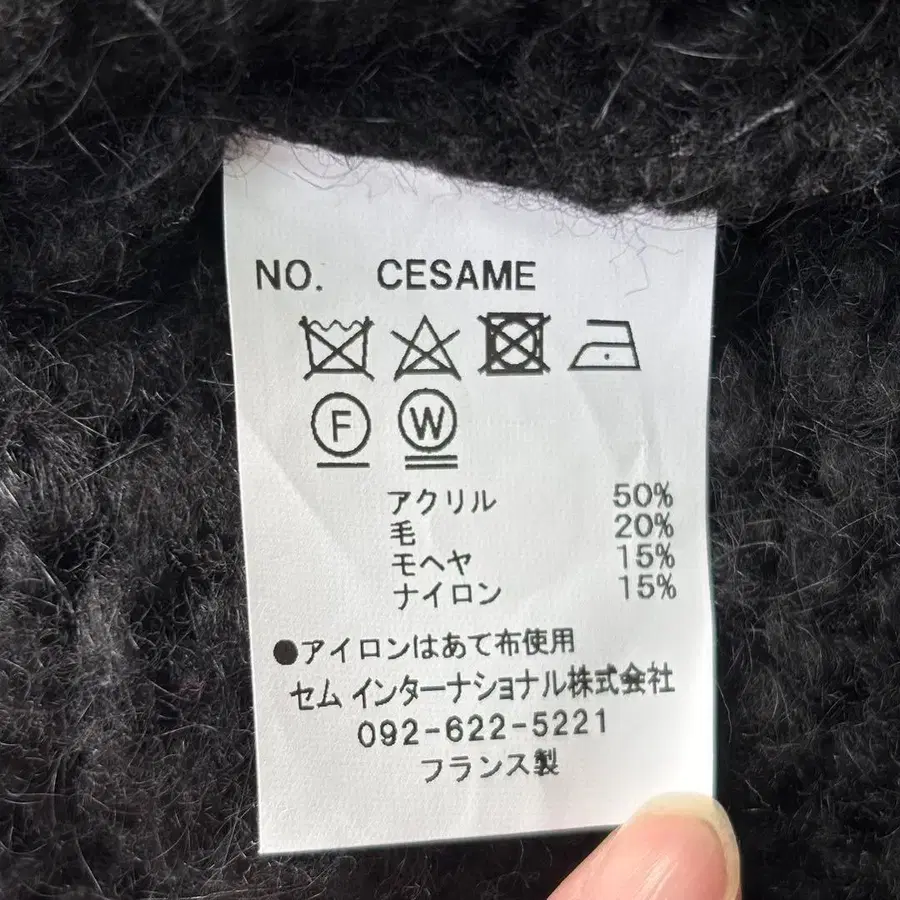 NO. CESAME
F W
アクリル 50%
毛 20%
モヘヤ 15%
ナイロン 15%
●アイロンはあて布使用
セム インターナショナル株式会社
092-622-5221
フランス製